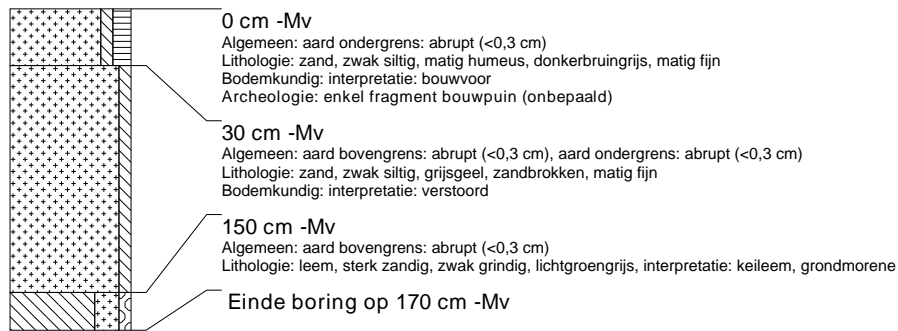 0 cm -Mv
Algemeen: aard ondergrens: abrupt (<0,3 cm)
Lithologie: zand, zwak siltig, matig humeus, donkerbruingrijs, matig fijn
Bodemkundig: interpretatie: bouwvoor
Archeologie: enkel fragment bouwpuin (onbepaald)
30 cm -Mv
Algemeen: aard bovengrens: abrupt (<0,3 cm), aard ondergrens: abrupt (<0,3 cm)
Lithologie: zand, zwak siltig, grijsgeel, zandbrokken, matig fijn
Bodemkundig: interpretatie: verstoord
150 cm -Mv
Algemeen: aard bovengrens: abrupt (<0,3 cm)
Lithologie: leem, sterk zandig, zwak grindig, lichtgroengrijs, interpretatie: keileem, grondmorene
Einde boring op 170 cm -Mv